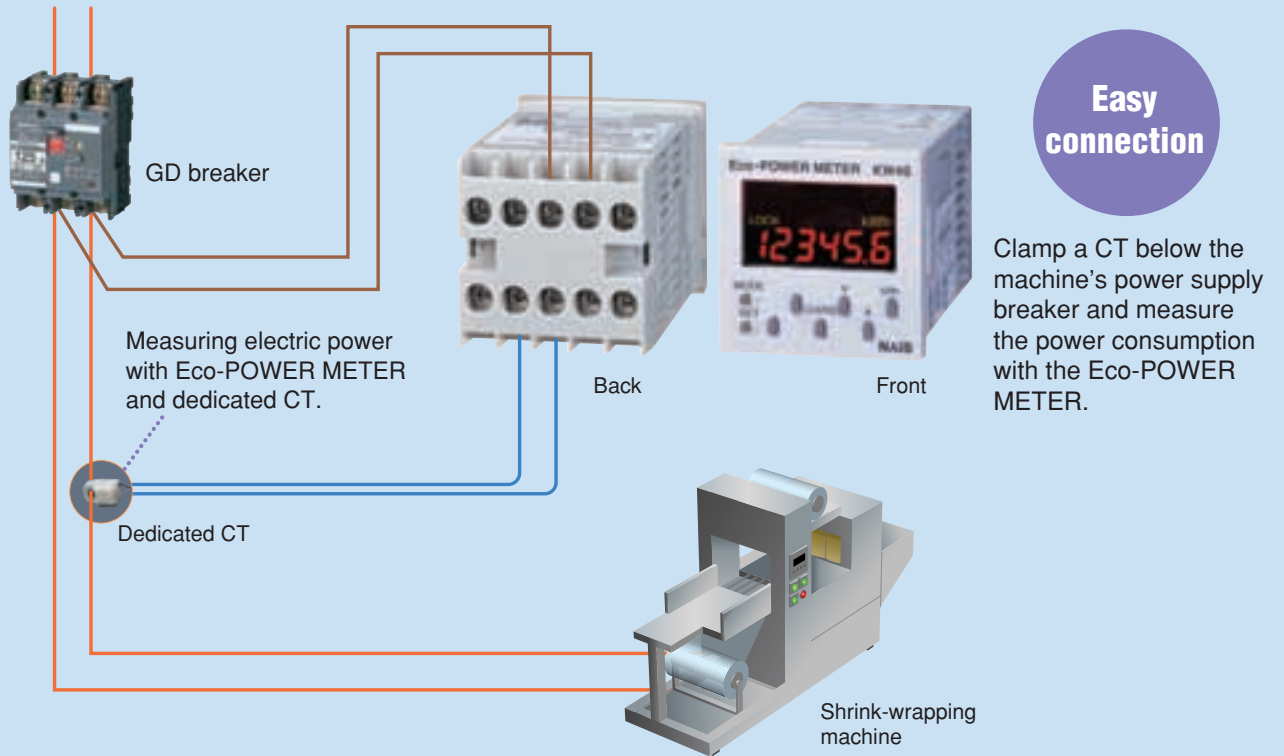 GD breaker
Measuring electric power
with Eco-POWER METER
and dedicated CT.
Dedicated CT
Back
Eco-POWER METER
LOCK
12345.6
NAIS
Front
Easy
connection
Clamp a CT below the
machine's power supply
breaker and measure
the power consumption
with the Eco-POWER
METER.
Shrink-wrapping
machine